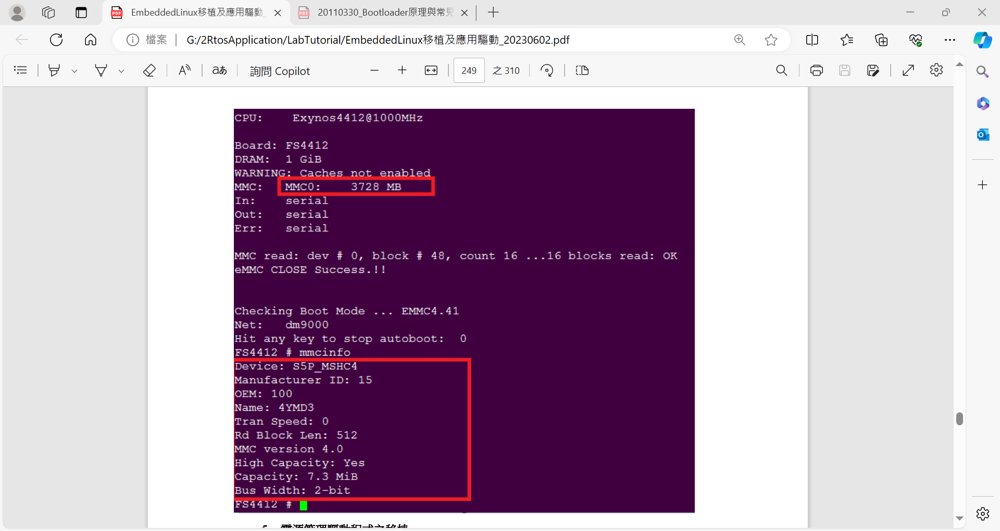 EmbeddedLinux移植及應用驅動_
20110330_Bootloader原理與常見
檔案
G:/2RtosApplication/LabTutorial/EmbeddedLinux移植及應用驅動_20230602.pdf
詢問 Copilot
249
之 310
CPU: Exynos4412@1000MHz
Board: FS4412
DRAM: 1 GiB
WARNING: Caches not enabled
MMC: MMC0: 3728 MB
In: serial
Out: serial
Err: serial
MMC read: dev # 0, block # 48, count 16 ...16 blocks read: OK
eMMC CLOSE Success.!!
Checking Boot Mode ... EMMC4.41
Net: dm9000
Hit any key to stop autoboot: 0
FS4412 # mmcinfo
Device: S5P_MSHC4
Manufacturer ID: 15
OEM: 100
Name: 4YMD3
Tran Speed: 0
Rd Block Len: 512
MMC version 4.0
High Capacity: Yes
Capacity: 7.3 MiB
Bus Width: 2-bit
FS4412 #